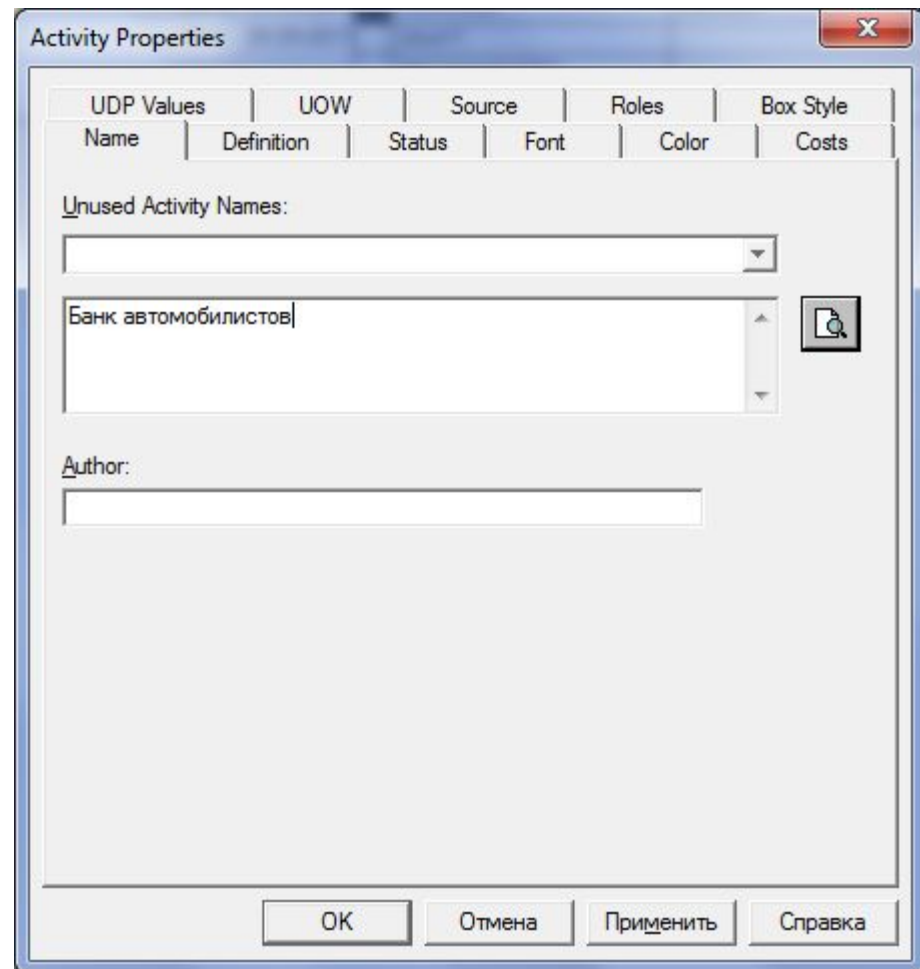 Activity Properties
UDP Values UOW Source Roles Box Style
Name Definition Status Font Color Costs
Unused Activity Names:
Банк автомобилистов
Author:
OK Отмена Применить Справка